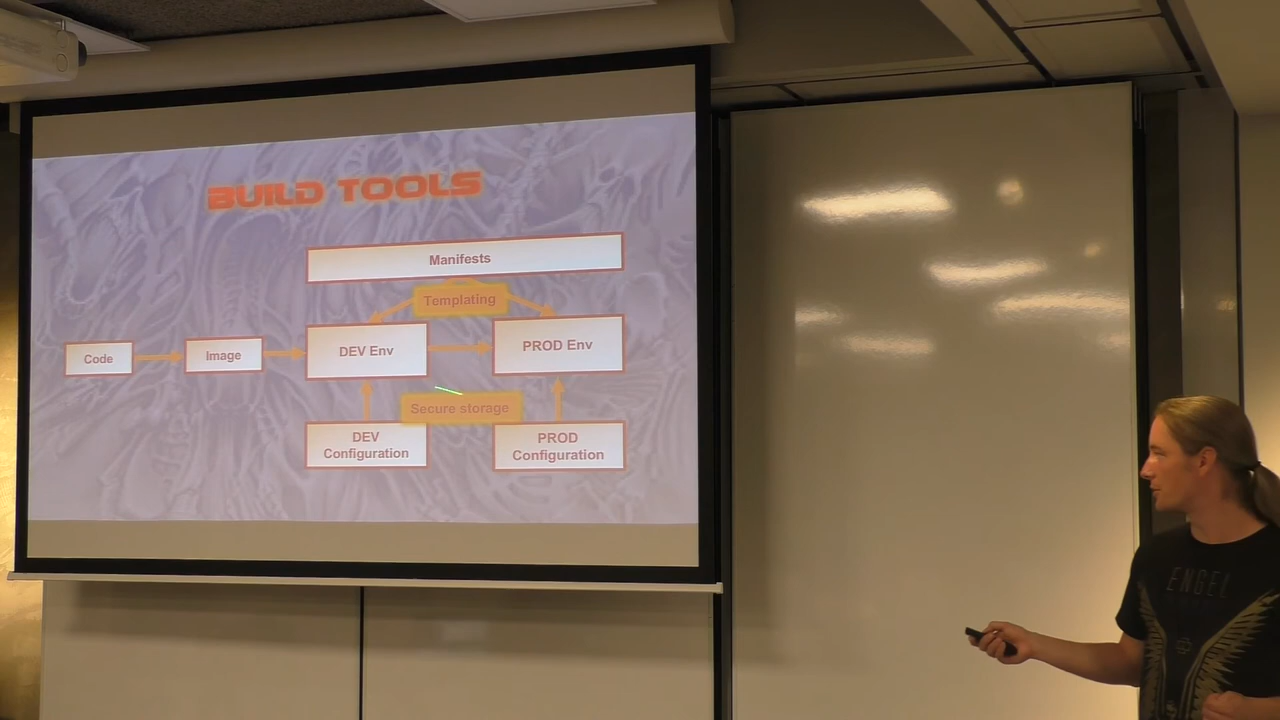 BUILD TOOLS
Manifests
Templating
Code
Image
DEV Env
PROD Env
Secure storage
DEV
Configuration
PROD
Configuration
ENGEL